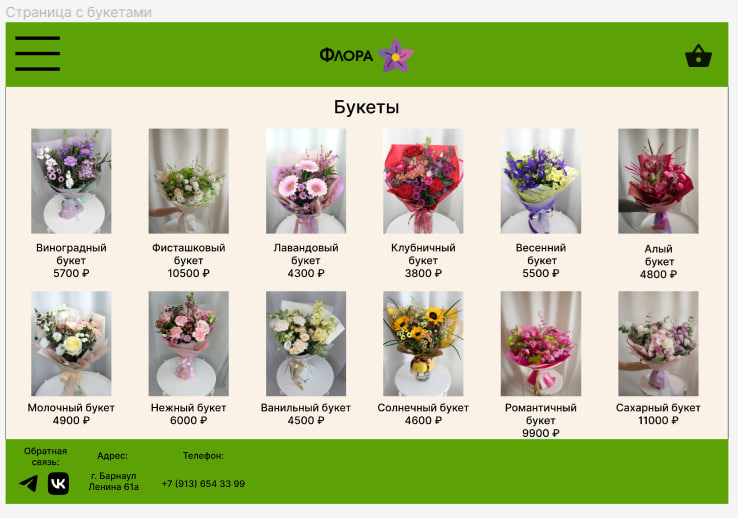 Страница с букетами
Флора
Букеты
Виноградный
букет
5700 ₽
Фисташковый
букет
10500 ₽
Лавандовый
букет
4300 ₽
Клубничный
букет
3800 ₽
Весенний
букет
5500 ₽
Алый
букет
4800 ₽
Молочный букет
4900 ₽
Нежный букет
6000 ₽
Ванильный букет
4500 ₽
Солнечный букет
4600 ₽
Романтичный
букет
9900 ₽
Сахарный букет
11000 ₽
Обратная
связь:
Адрес:
г. Барнаул
Ленина 61а
Телефон:
+7 (913) 654 33 99